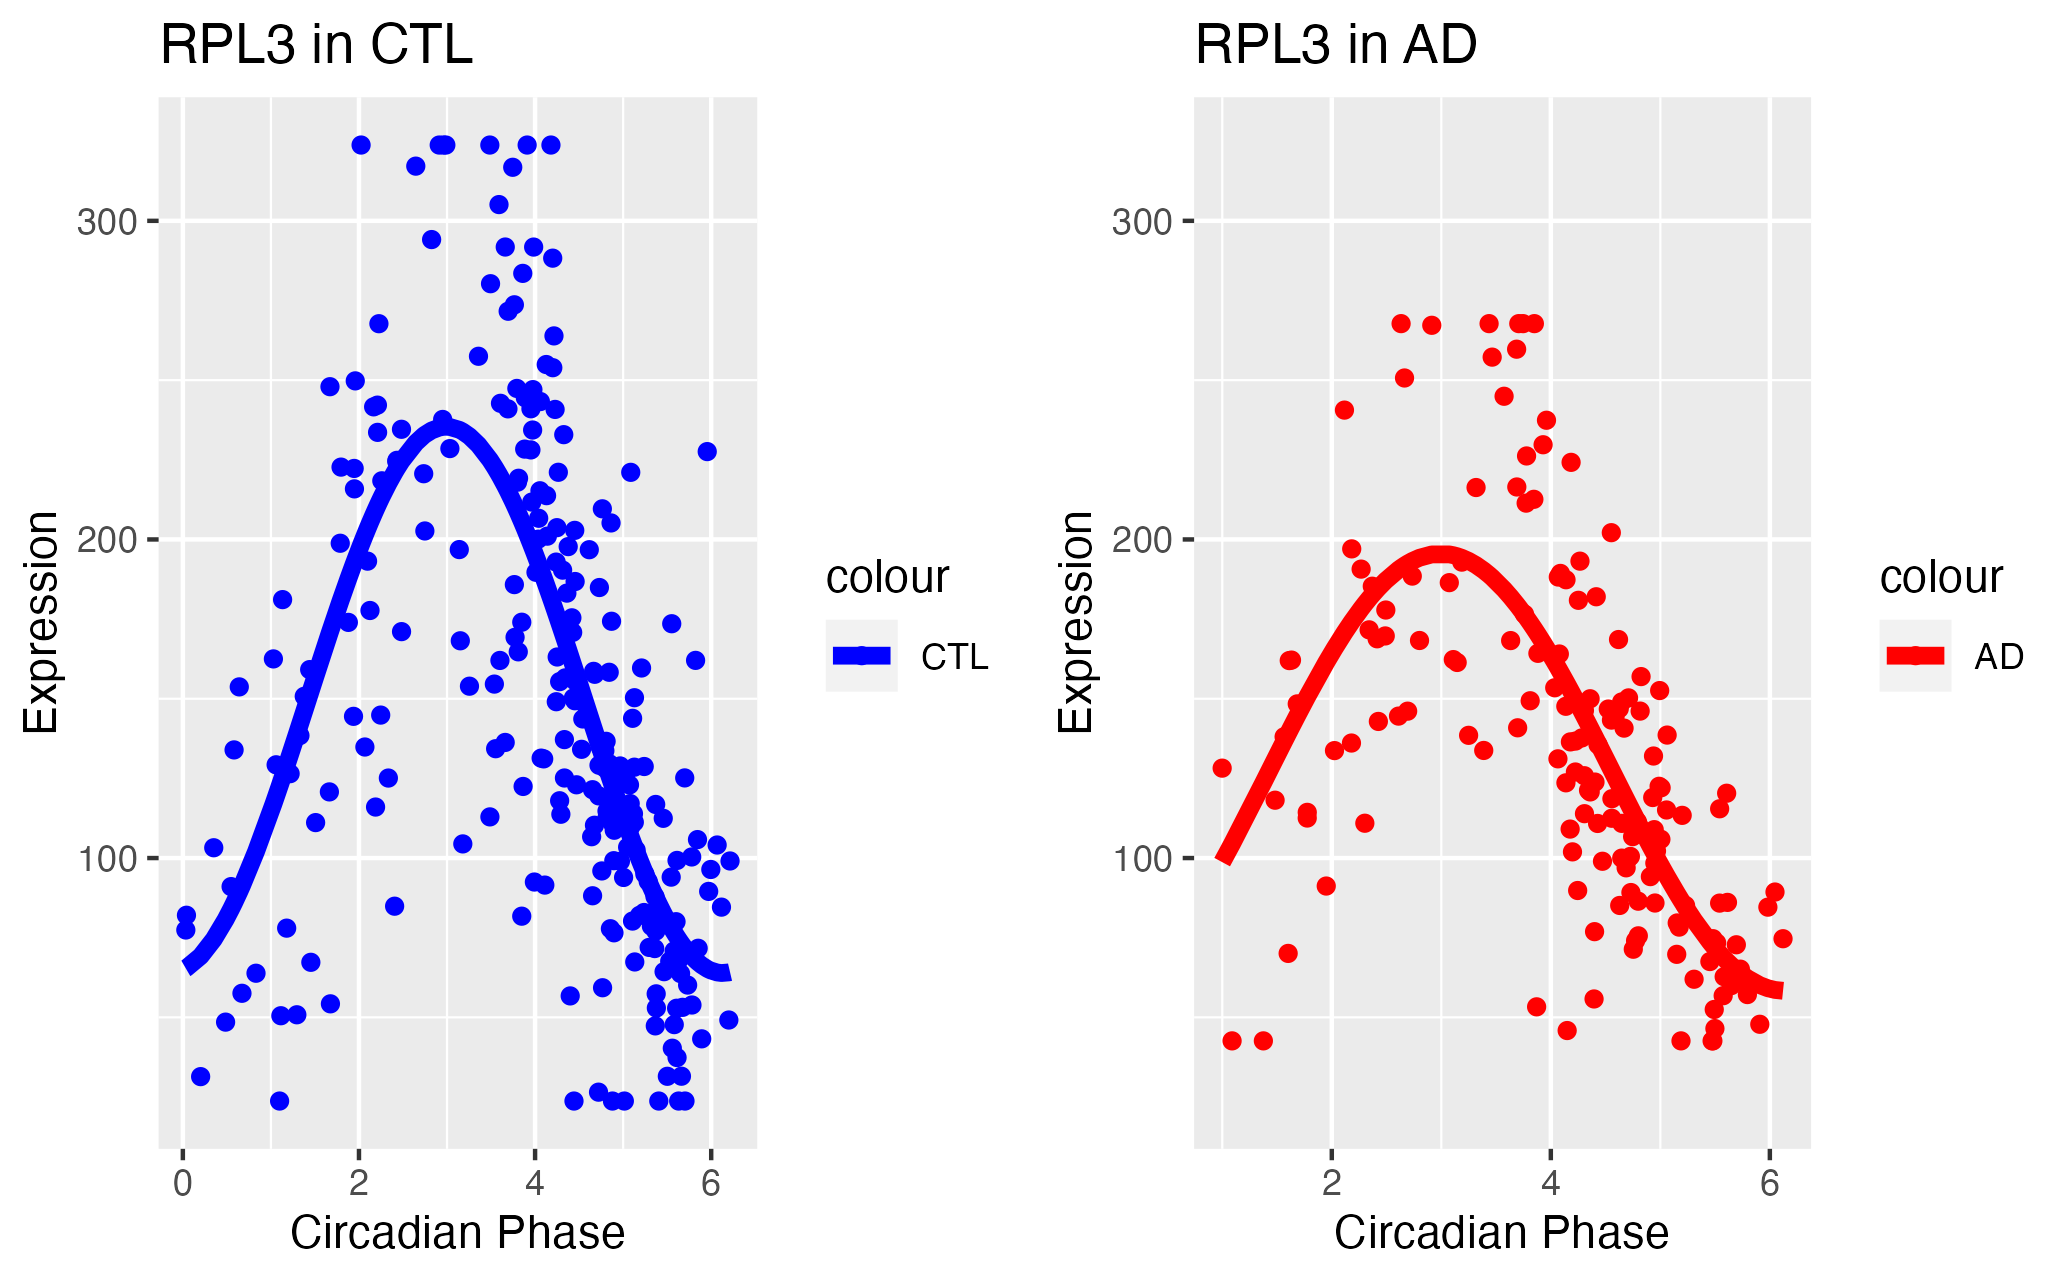 RPL3 in CTL
Expression
300
200
100
0 2 4 6
Circadian Phase
colour
CTL
RPL3 in AD
Expression
300
200
100
2 4 6
Circadian Phase
colour
AD